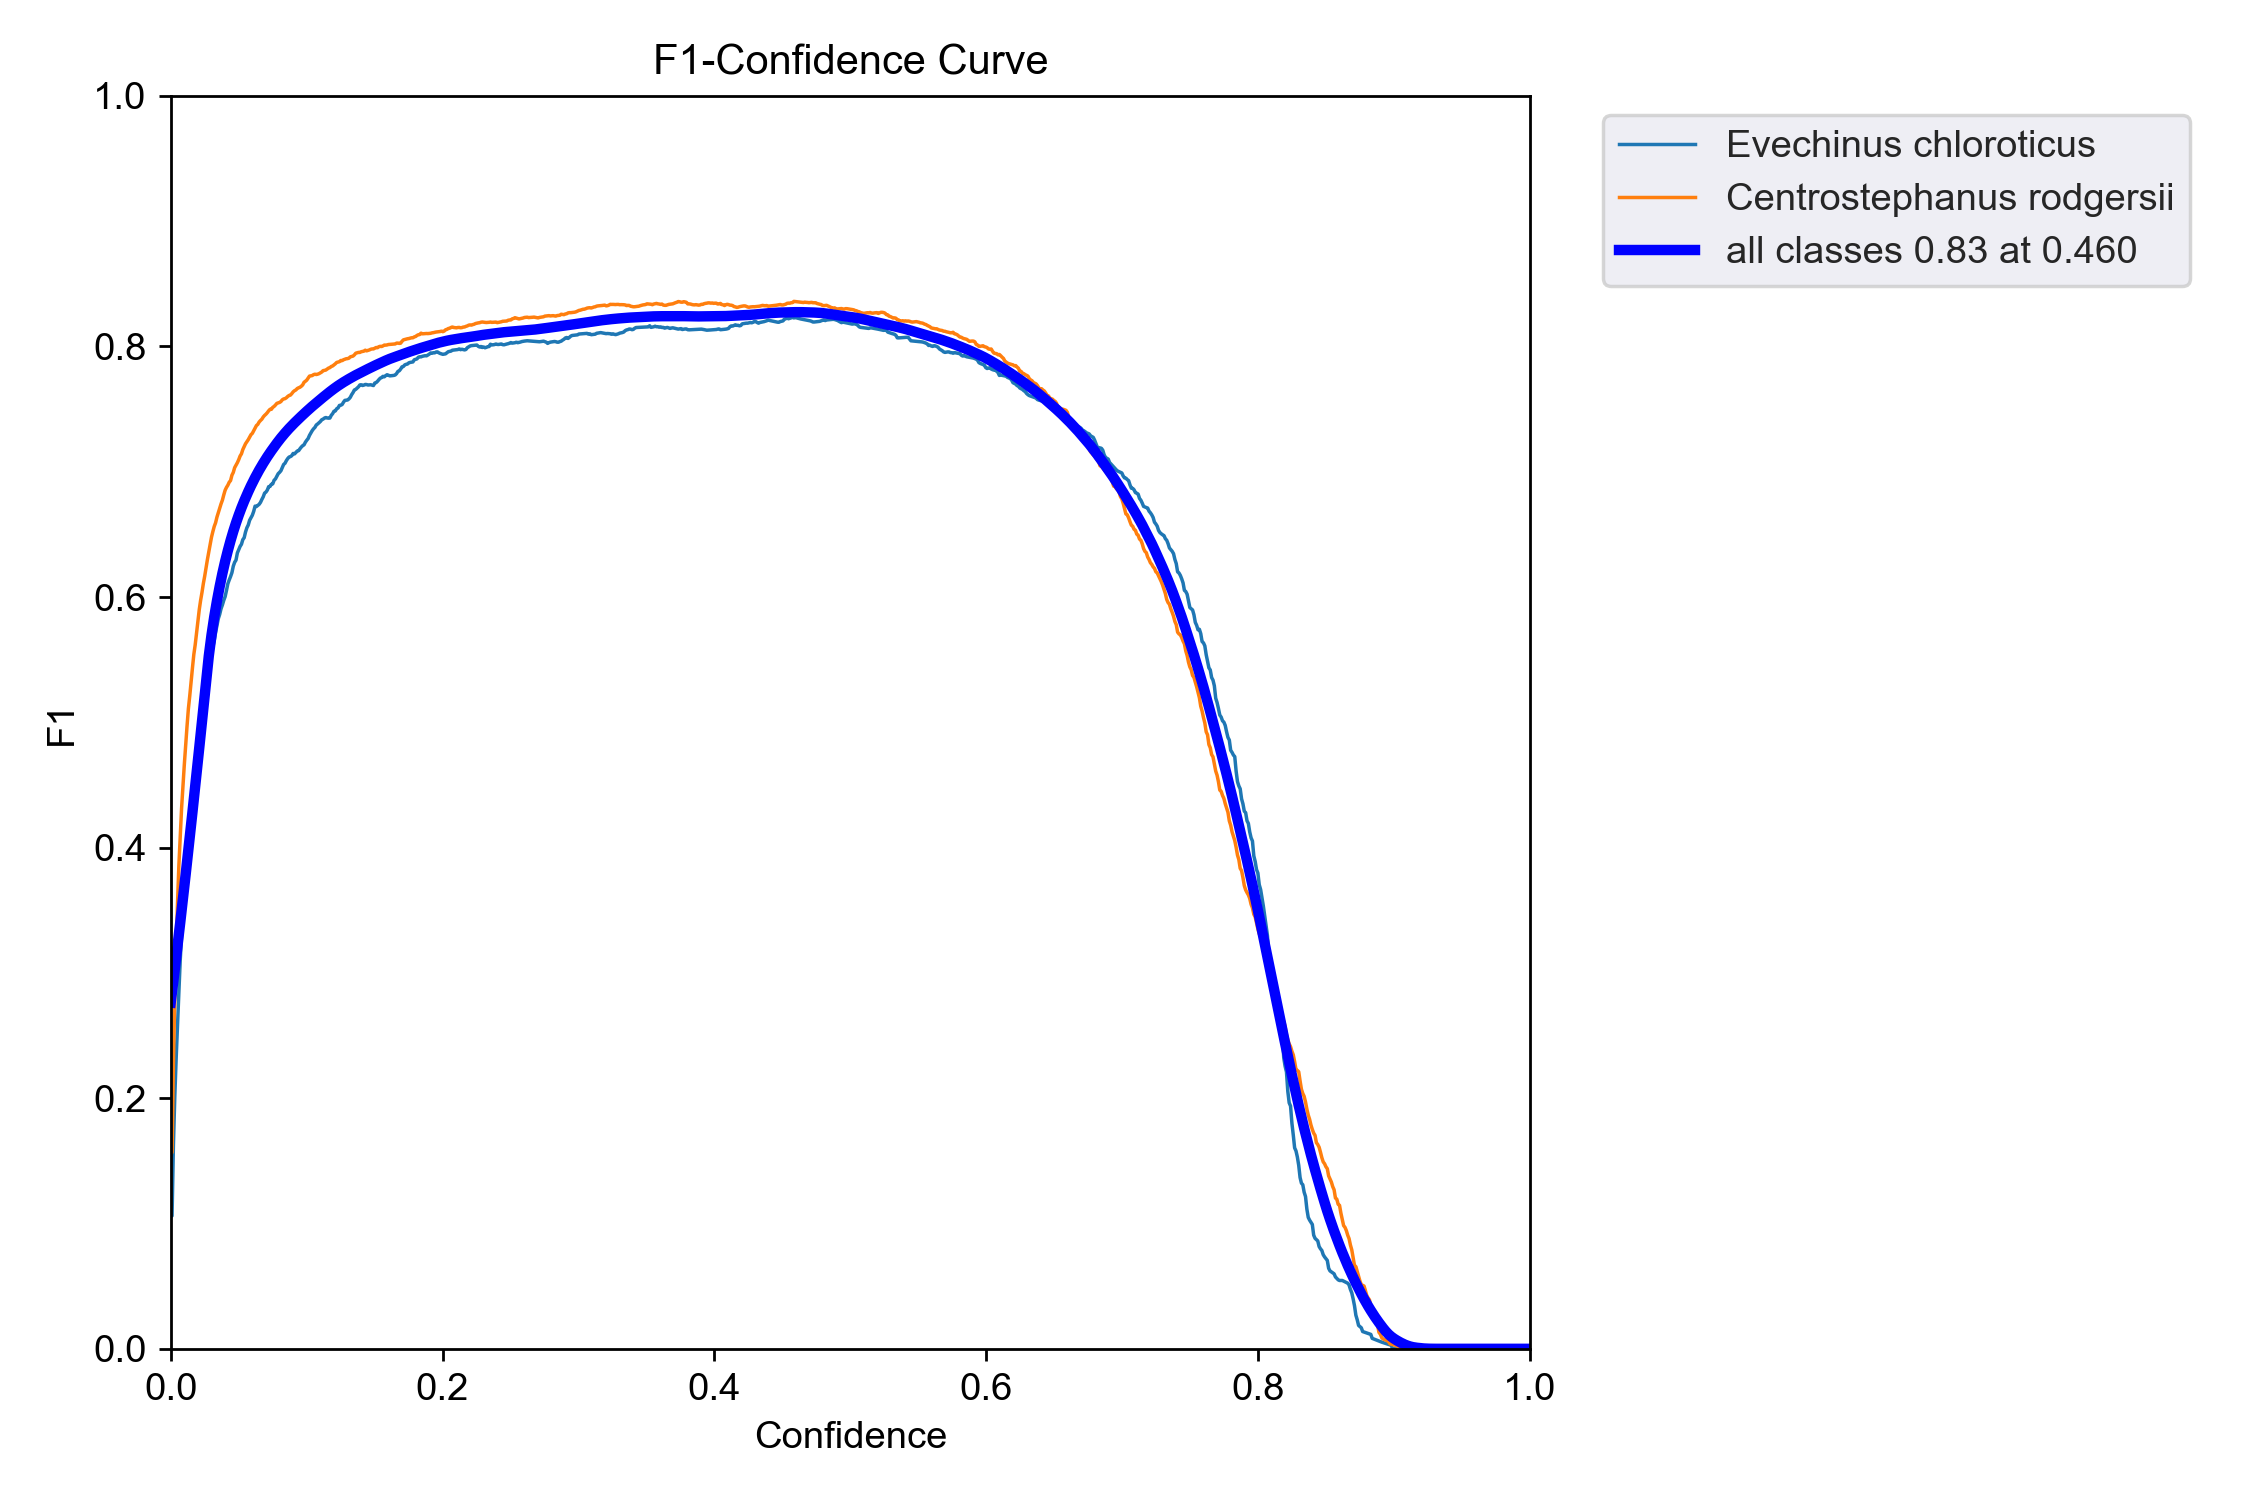 F1-Confidence Curve
1.0
0.8
0.6
0.4
0.2
0.0
F1
0.0 0.2 0.4 0.6 0.8 1.0
Confidence
Evechinus chloroticus
Centrostephanus rodgersii
all classes 0.83 at 0.460